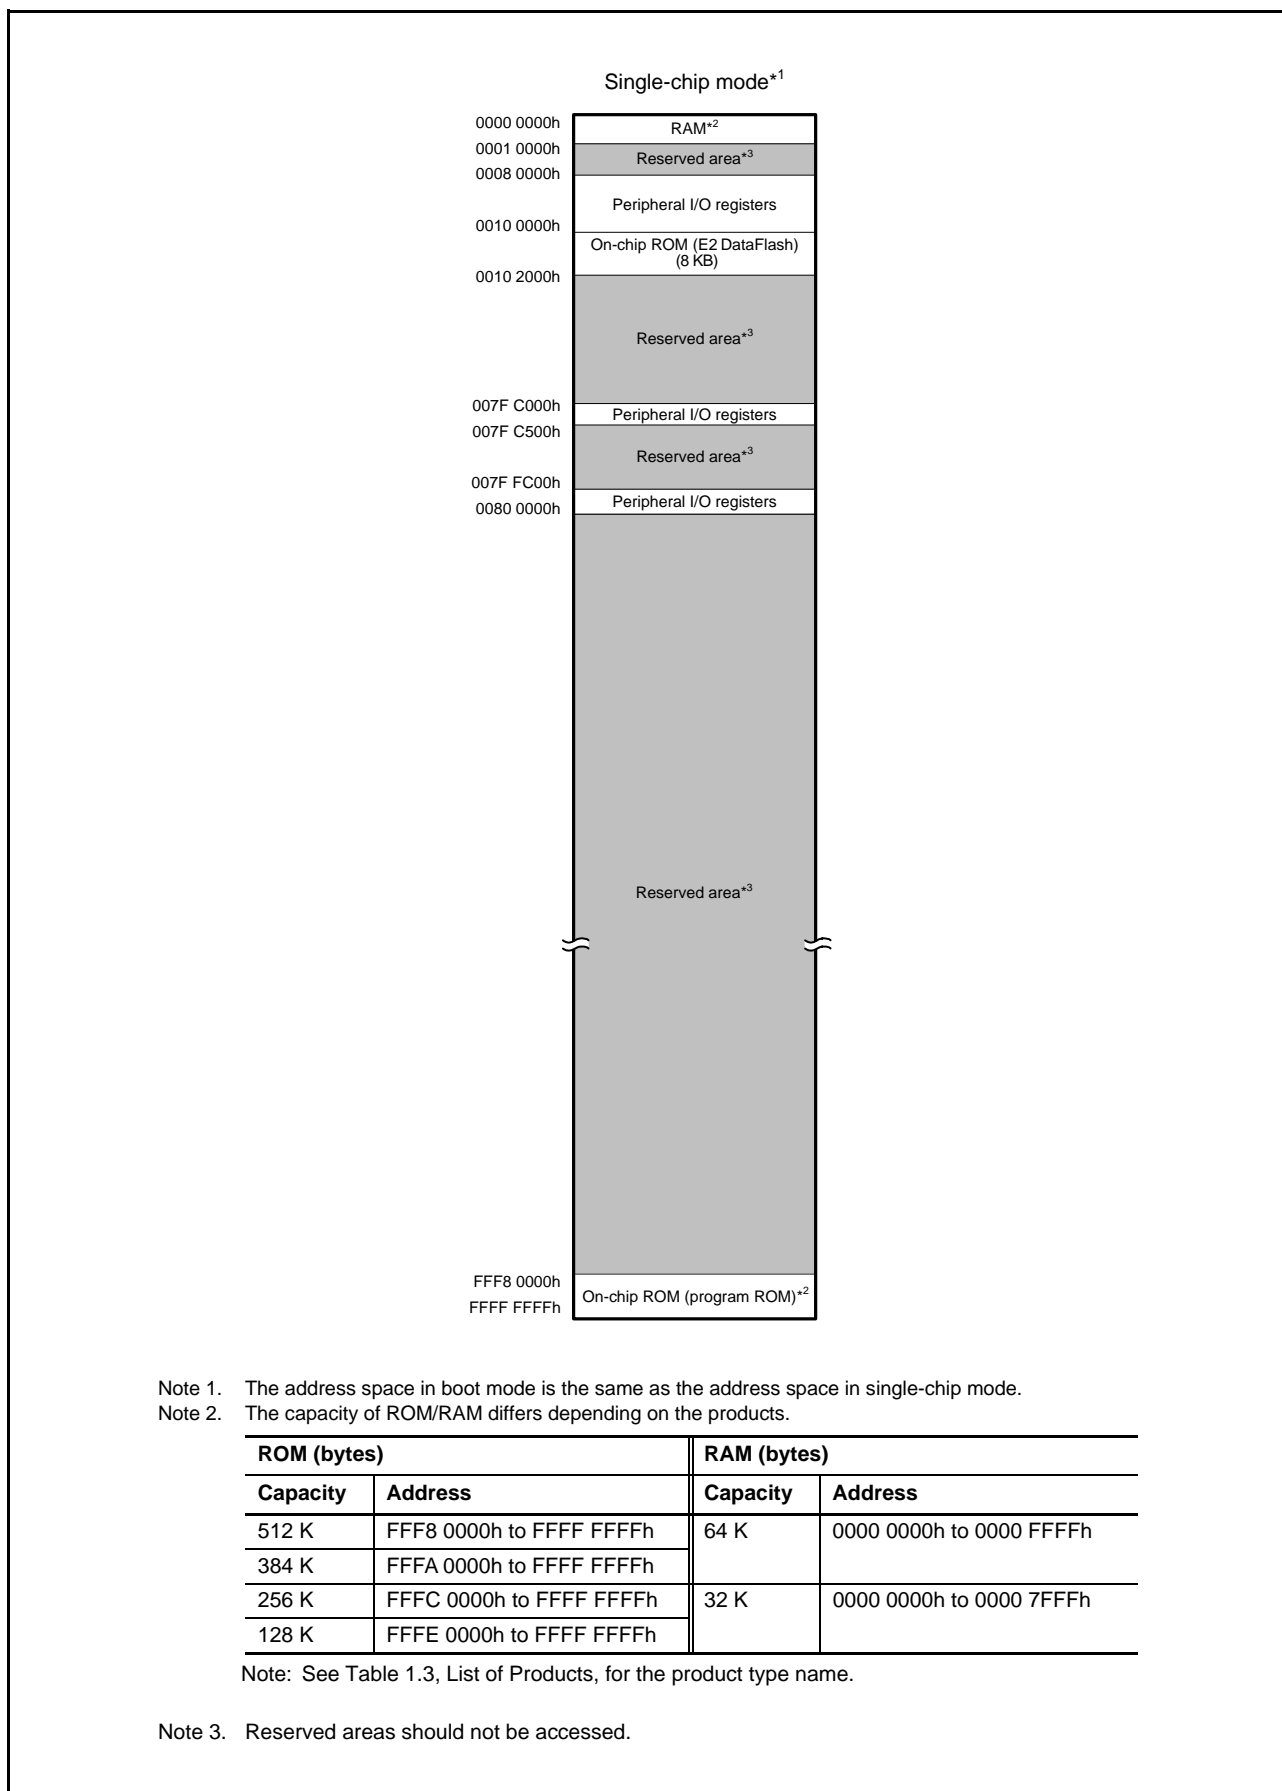 Single-chip mode*1
0000 0000h
RAM*2
0001 0000h
Reserved area*3
0008 0000h
Peripheral I/O registers
0010 0000h
On-chip ROM (E2 DataFlash)
(8 KB)
0010 2000h
Reserved area*3
007F C000h
Peripheral I/O registers
007F C500h
Reserved area*3
007F FC00h
Peripheral I/O registers
0080 0000h
Reserved area*3
FFF8 0000h
On-chip ROM (program ROM)*2
FFFF FFFFh
Note 1. The address space in boot mode is the same as the address space in single-chip mode.
Note 2. The capacity of ROM/RAM differs depending on the products.
ROM (bytes) RAM (bytes)
Capacity Address Capacity Address
512 K FFF8 0000h to FFFF FFFFh 64 K 0000 0000h to 0000 FFFFh
384 K FFFA 0000h to FFFF FFFFh
256 K FFFC 0000h to FFFF FFFFh 32 K 0000 0000h to 0000 7FFFh
128 K FFFE 0000h to FFFF FFFFh
Note: See Table 1.3, List of Products, for the product type name.
Note 3. Reserved areas should not be accessed.